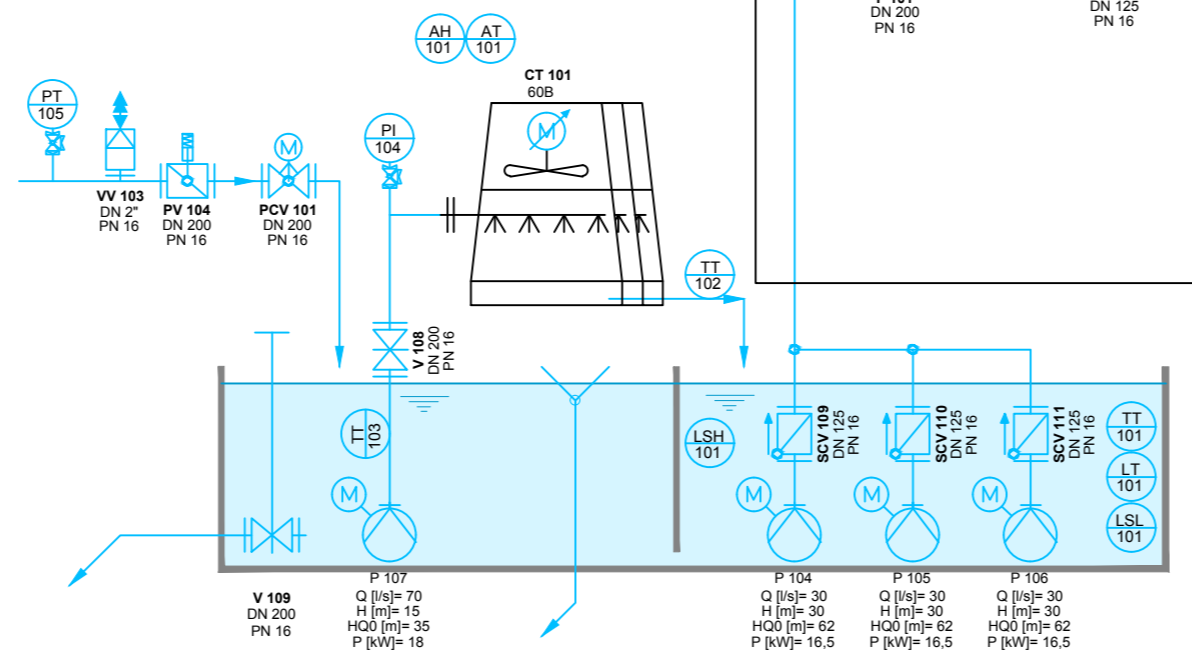 DN 200
PN 16
DN 125
PN 16
AH
101
AT
101
CT 101
60B
M
PT
105
PI
104
M
VV 103
DN 2"
PN 16
PV 104
DN 200
PN 16
PCV 101
DN 200
PN 16
TT
102
V 108
DN 200
PN 16
TT
103
LSH
101
SCV 109
DN 125
PN 16
SCV 110
DN 125
PN 16
SCV 111
DN 125
PN 16
TT
101
LT
101
LSL
101
M
M
M
M
V 109
DN 200
PN 16
P 107
Q [l/s]= 70
H [m]= 15
HQ0 [m]= 35
P [kW]= 18
P 104
Q [l/s]= 30
H [m]= 30
HQ0 [m]= 62
P [kW]= 16,5
P 105
Q [l/s]= 30
H [m]= 30
HQ0 [m]= 62
P [kW]= 16,5
P 106
Q [l/s]= 30
H [m]= 30
HQ0 [m]= 62
P [kW]= 16,5